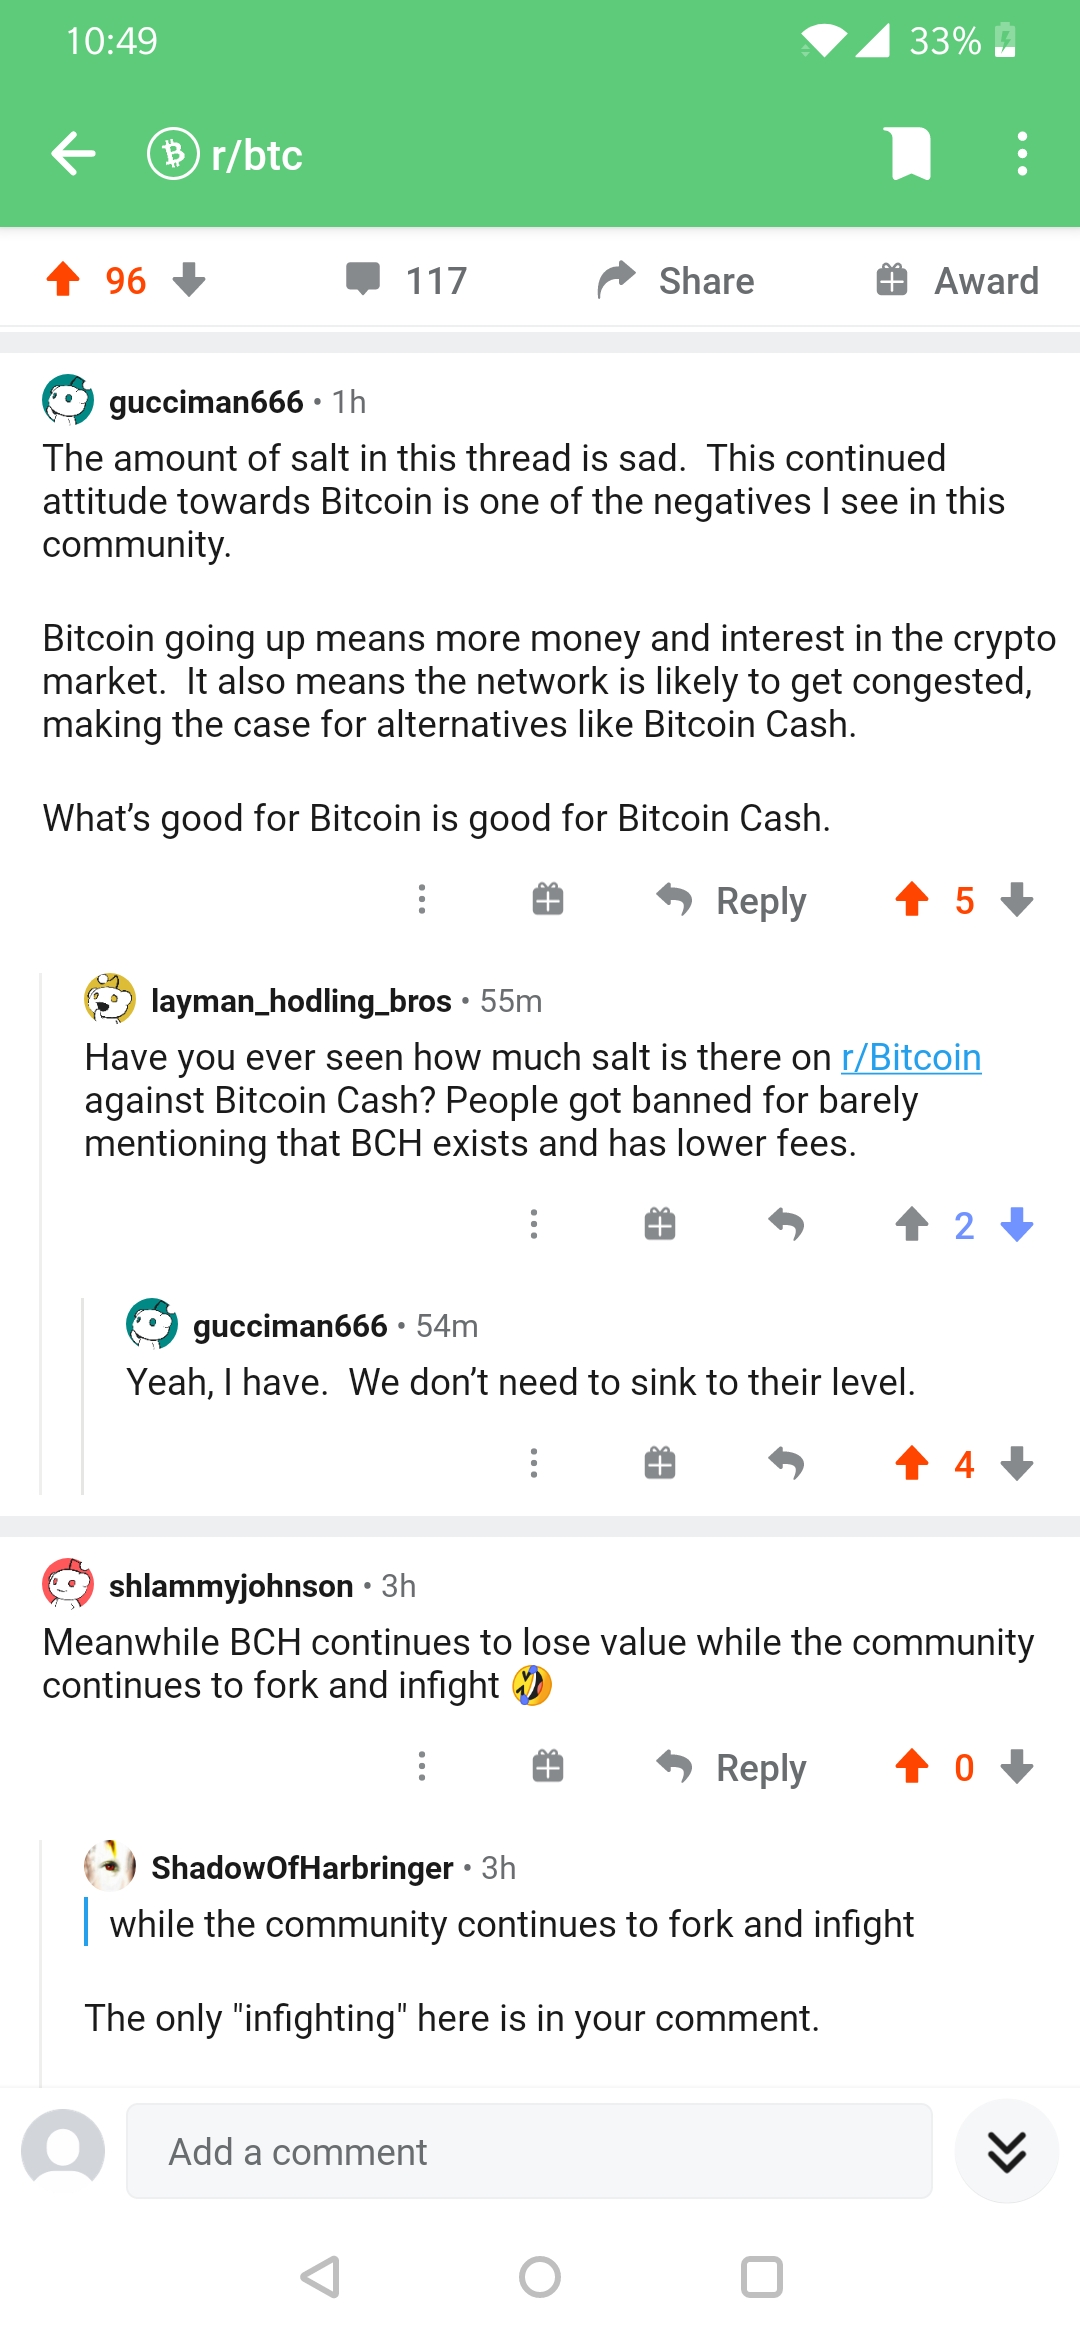 10:49
33%
r/btc
96
117
Share
Award
gucciman666 • 1h
The amount of salt in this thread is sad.  This continued
attitude towards Bitcoin is one of the negatives I see in this
community.
Bitcoin going up means more money and interest in the crypto
market.  It also means the network is likely to get congested,
making the case for alternatives like Bitcoin Cash.
What’s good for Bitcoin is good for Bitcoin Cash.
Reply 5
layman_hodling_bros • 55m
Have you ever seen how much salt is there on r/Bitcoin
against Bitcoin Cash? People got banned for barely
mentioning that BCH exists and has lower fees.
2
gucciman666 • 54m
Yeah, I have.  We don’t need to sink to their level.
4
shlammyjohnson • 3h
Meanwhile BCH continues to lose value while the community
continues to fork and infight 🤣
Reply 0
ShadowOfHarbringer • 3h
while the community continues to fork and infight
The only "infighting" here is in your comment.
Add a comment